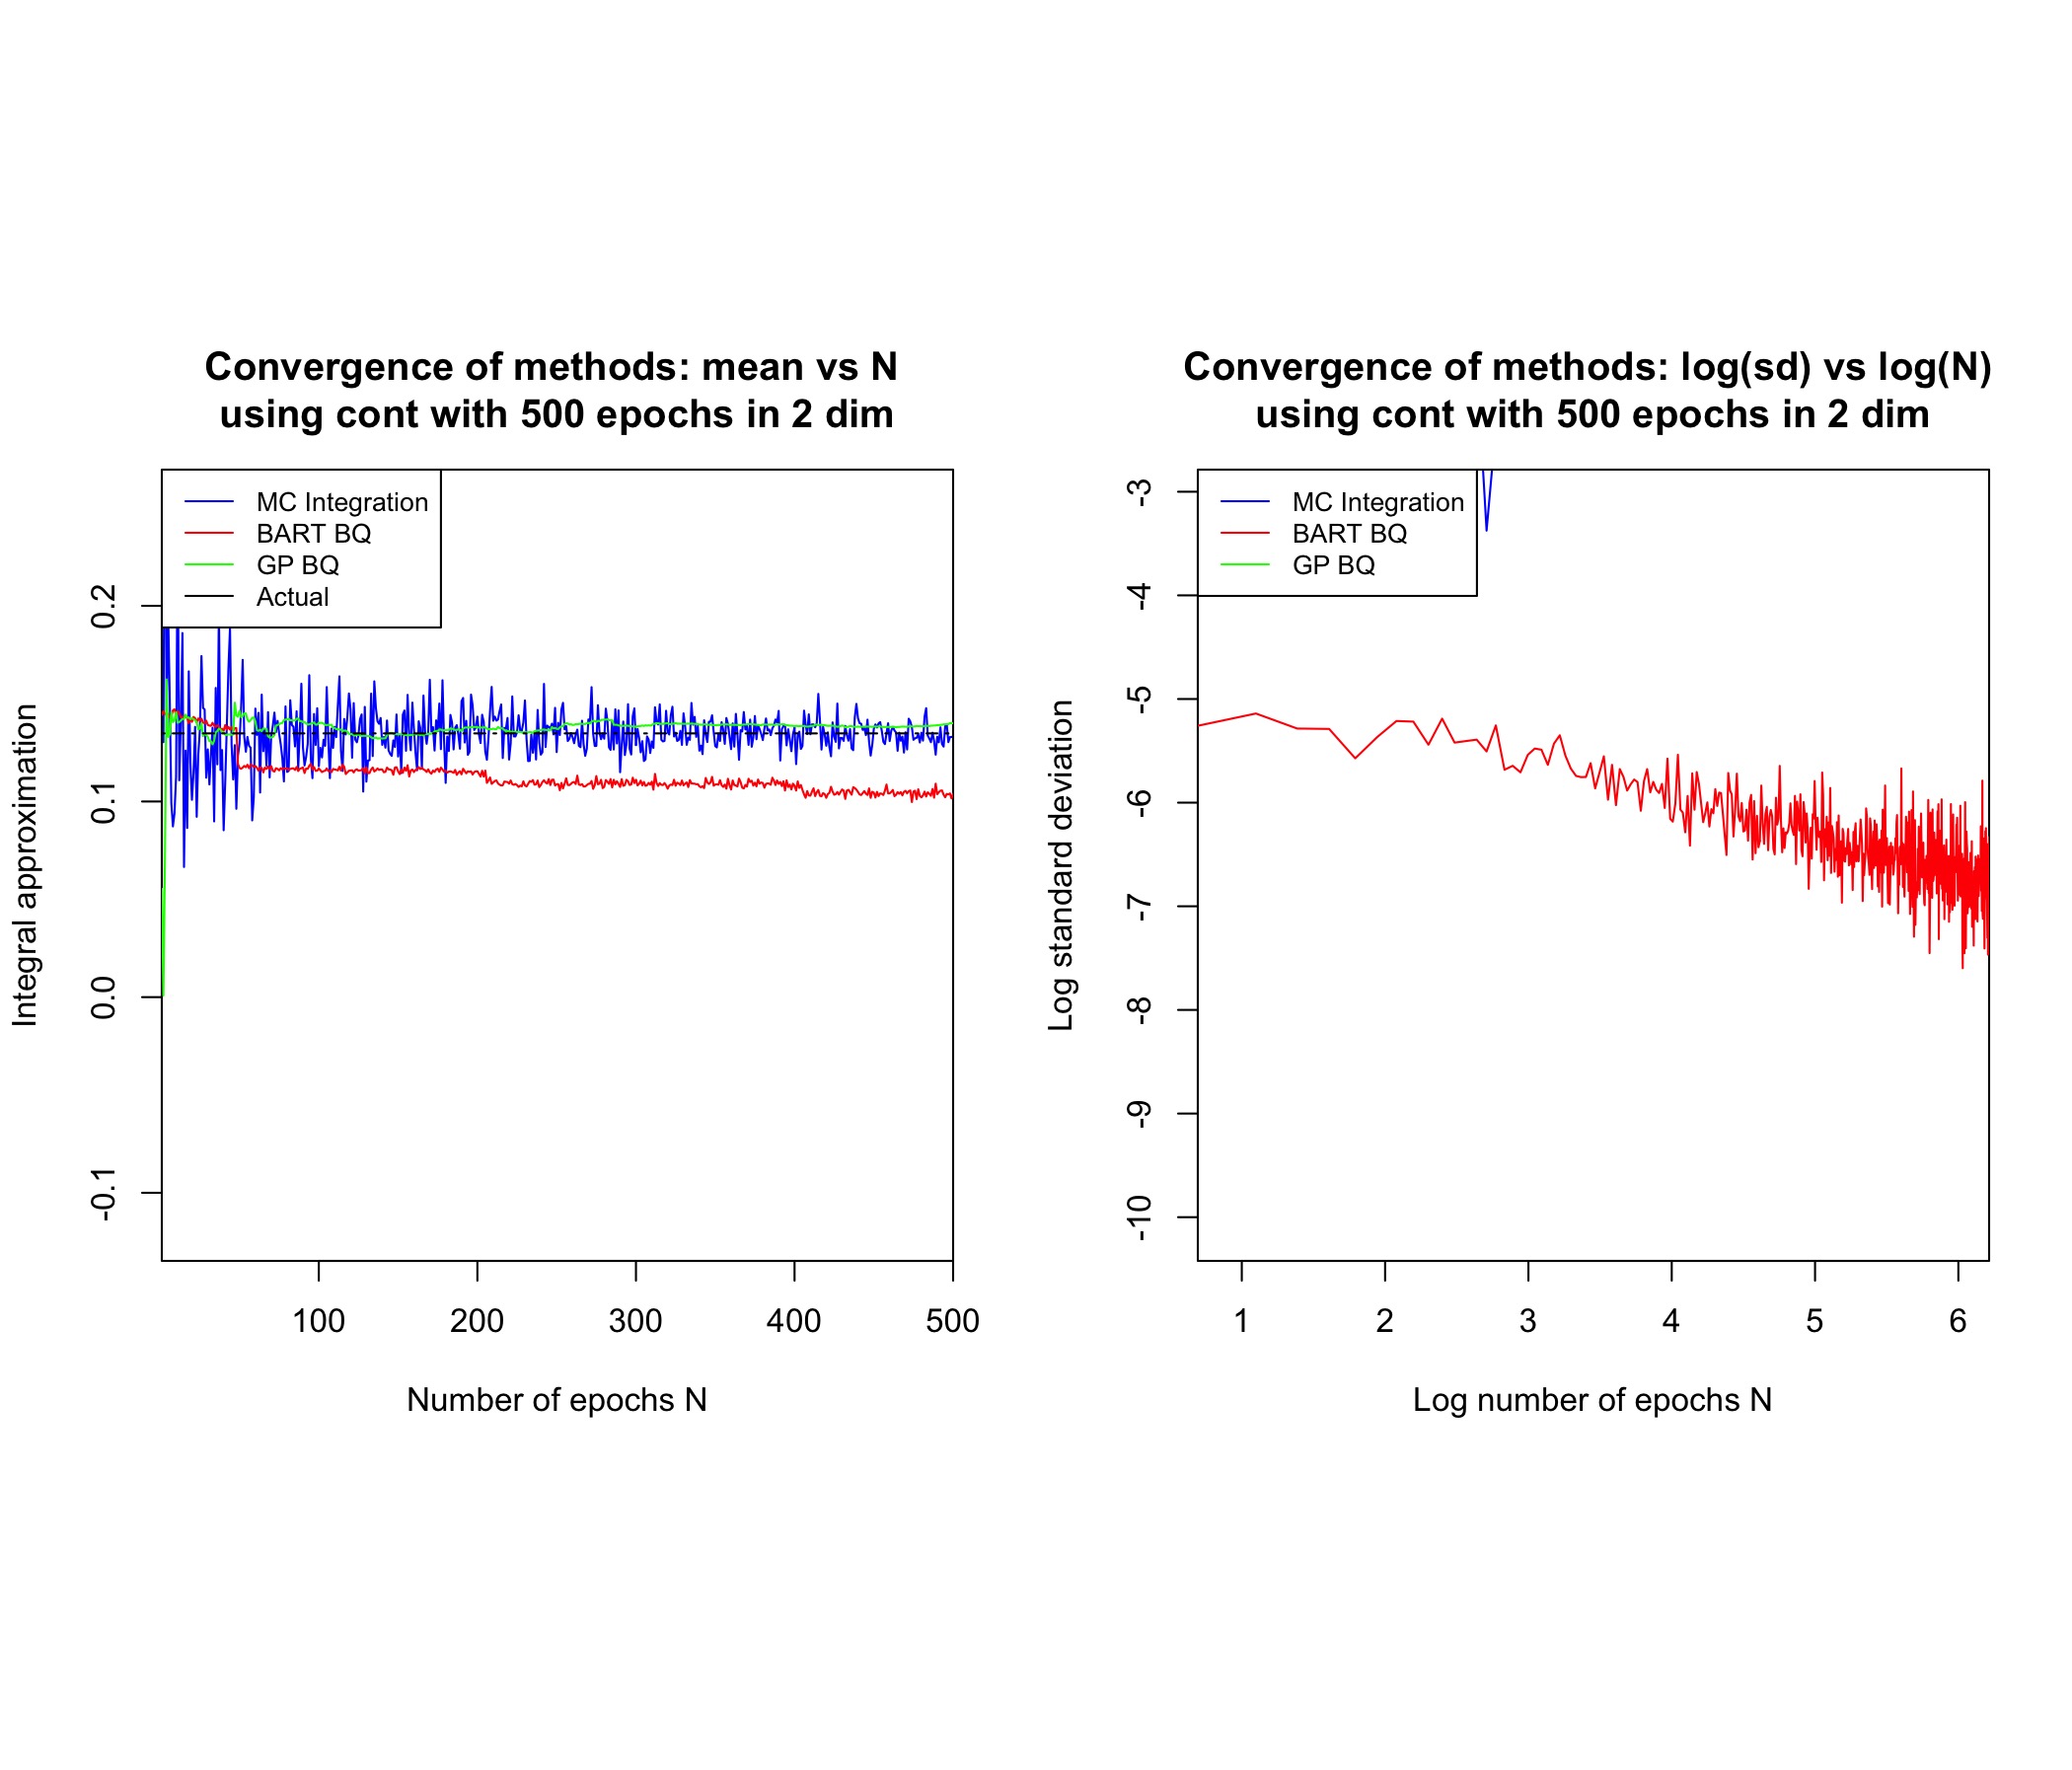 Convergence of methods: mean vs N
using cont with 500 epochs in 2 dim
MC Integration
BART BQ
GP BQ
Actual
Integral approximation
0.2
0.1
0.0
-0.1
100 200 300 400 500
Number of epochs N
Convergence of methods: log(sd) vs log(N)
using cont with 500 epochs in 2 dim
MC Integration
BART BQ
GP BQ
Log standard deviation
-3
-4
-5
-6
-7
-8
-9
-10
1 2 3 4 5 6
Log number of epochs N